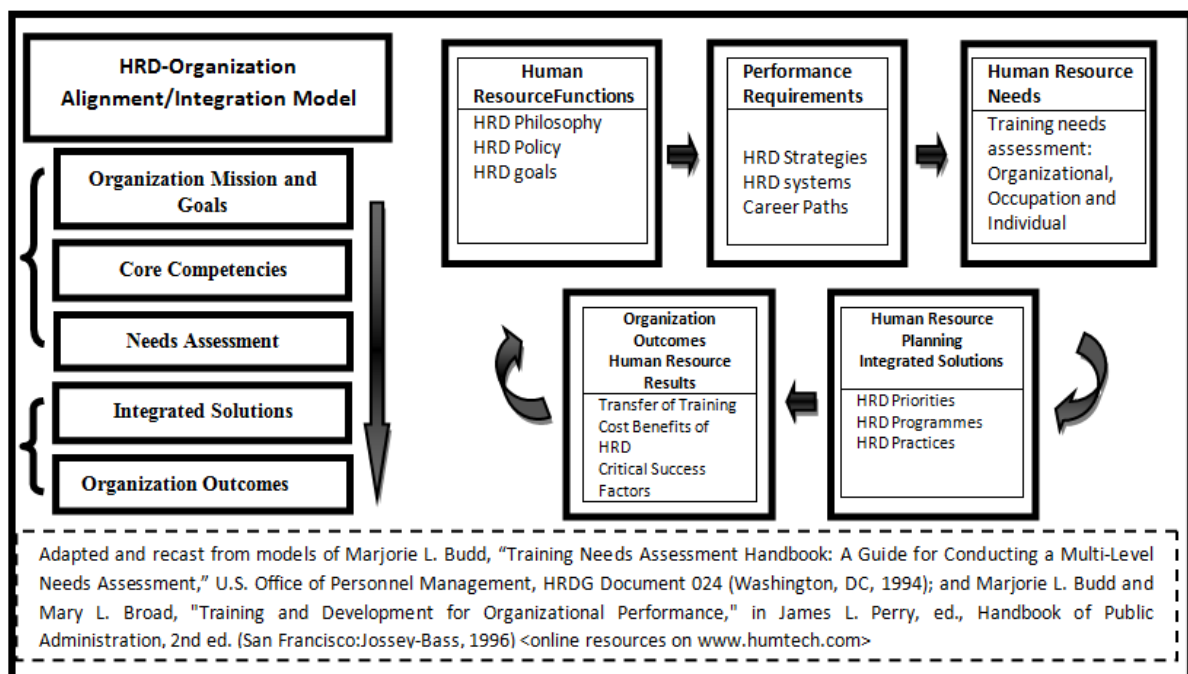 HRD-Organization
Alignment/Integration Model
Organization Mission and
Goals
Core Competencies
Needs Assessment
Integrated Solutions
Organization Outcomes
Human
ResourceFunctions
HRD Philosophy
HRD Policy
HRD goals
Performance
Requirements
HRD Strategies
HRD systems
Career Paths
Human Resource
Needs
Training needs
assessment:
Organizational,
Occupation and
Individual
Organization
Outcomes
Human Resource
Results
Transfer of Training
Cost Benefits of
HRD
Critical Success
Factors
Human Resource
Planning
Integrated Solutions
HRD Priorities
HRD Programmes
HRD Practices
Adapted and recast from models of Marjorie L. Budd, “Training Needs Assessment Handbook: A Guide for Conducting a Multi-Level
Needs Assessment,” U.S. Office of Personnel Management, HRDG Document 024 (Washington, DC, 1994); and Marjorie L. Budd and
Mary L. Broad, "Training and Development for Organizational Performance," in James L. Perry, ed., Handbook of Public
Administration, 2nd ed. (San Francisco:Jossey-Bass, 1996) <online resources on www.humtech.com>